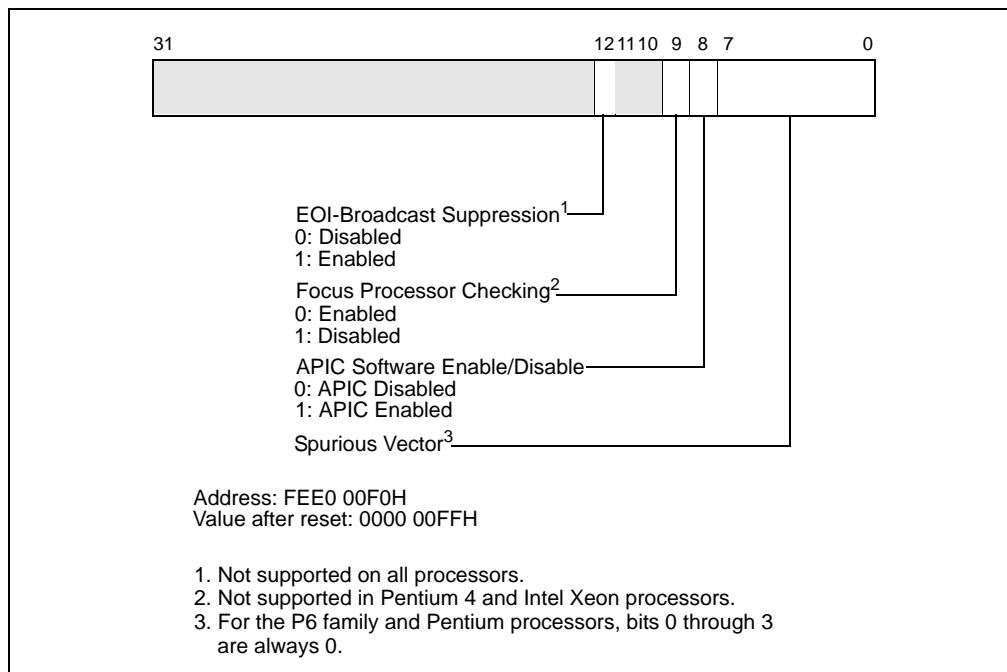 31 12 11 10 9 8 7 0
EOI-Broadcast Suppression1
0: Disabled
1: Enabled
Focus Processor Checking2
0: Enabled
1: Disabled
APIC Software Enable/Disable
0: APIC Disabled
1: APIC Enabled
Spurious Vector3
Address: FEE0 00F0H
Value after reset: 0000 00FFH
1. Not supported on all processors.
2. Not supported in Pentium 4 and Intel Xeon processors.
3. For the P6 family and Pentium processors, bits 0 through 3
are always 0.